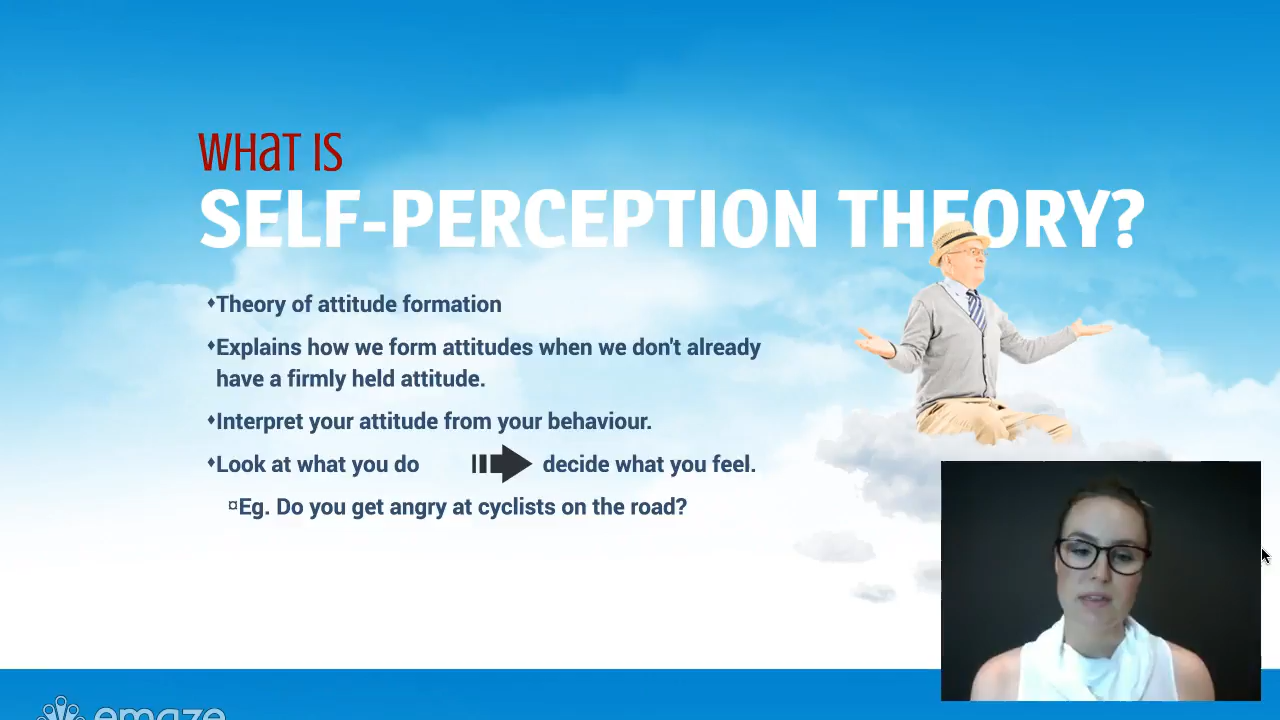 WHaT IS
SELF-PERCEPTION THEORY?
♦Theory of attitude formation
♦Explains how we form attitudes when we don't already
have a firmly held attitude.
♦Interpret your attitude from your behaviour.
♦Look at what you do decide what you feel.
¤Eg. Do you get angry at cyclists on the road?
emaze